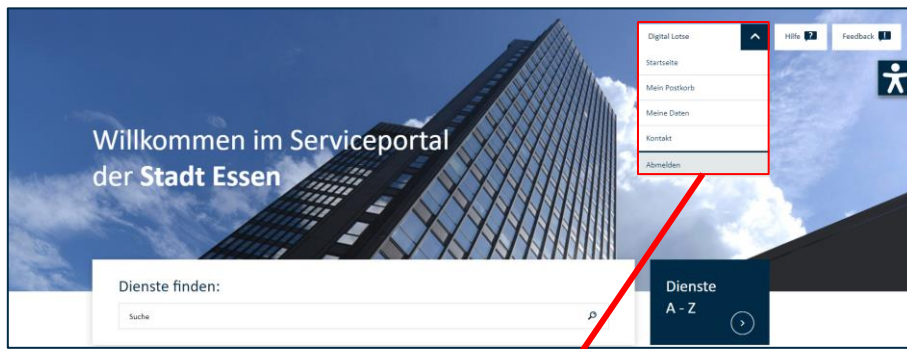 Digital Lotse
Hilfe ?
Feedback !
Startseite
Mein Postkorb
Meine Daten
Kontakt
Abmelden
Willkommen im Serviceportal
der Stadt Essen
Dienste finden:
Suche
Dienste
A - Z